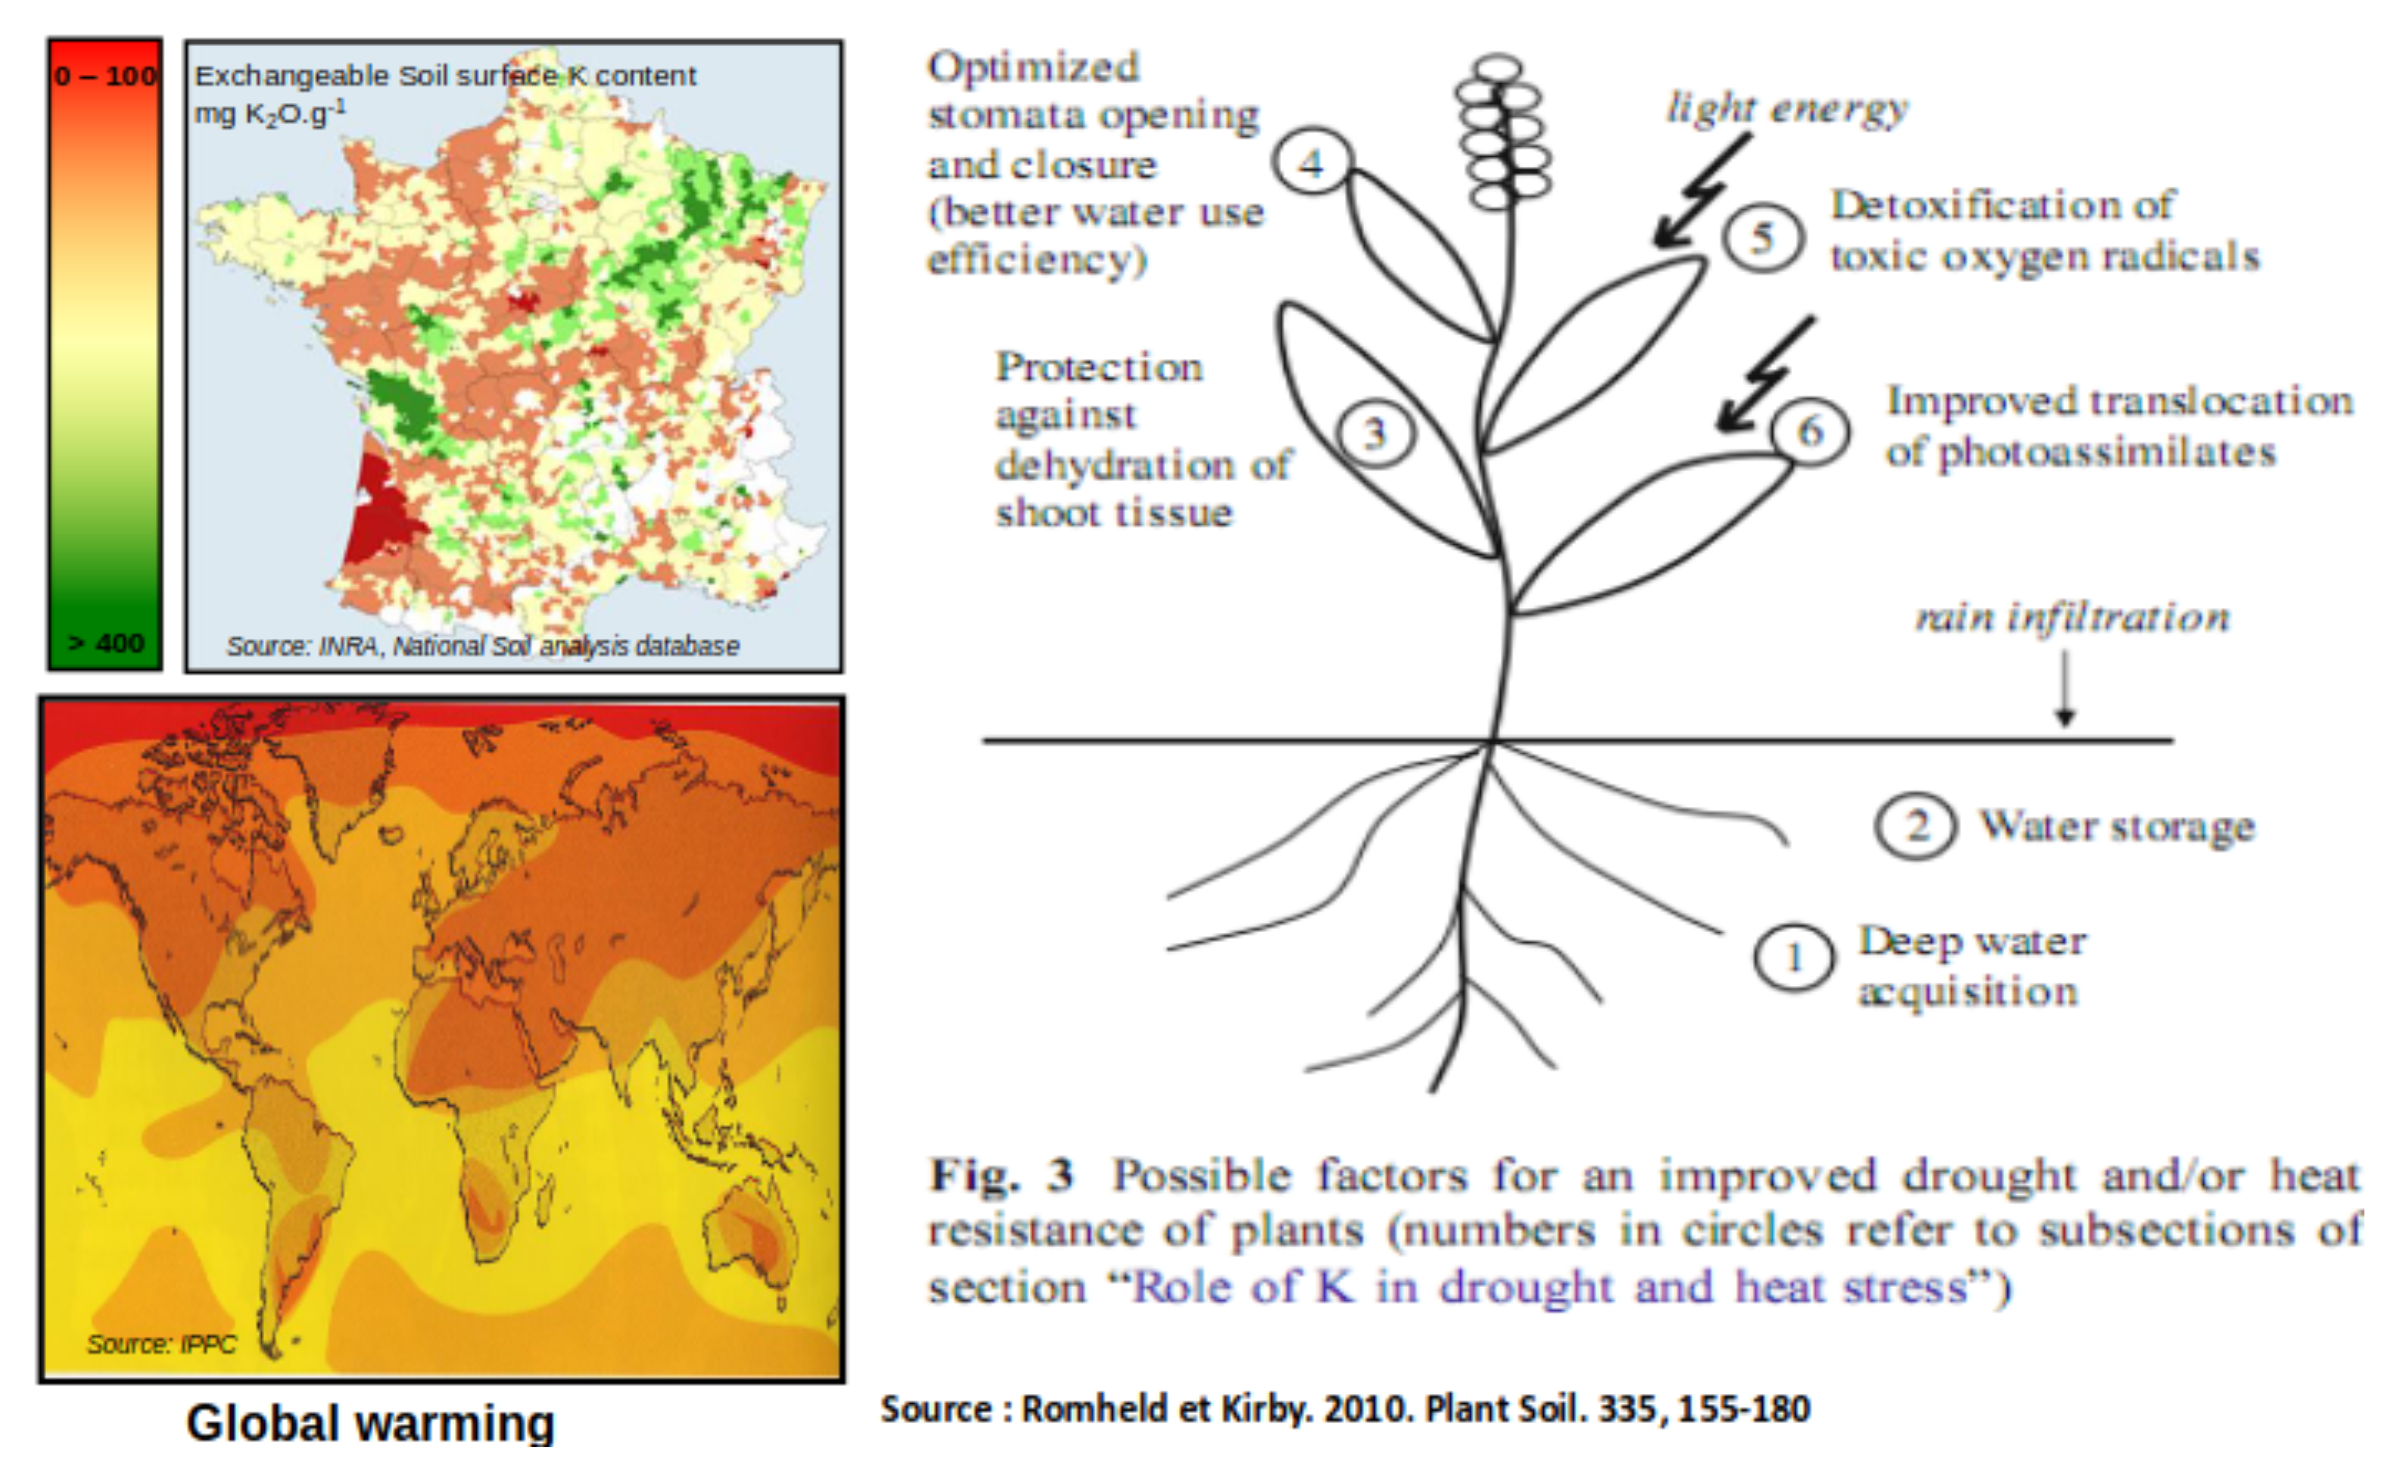 0 – 100
> 400
Exchangeable Soil surface K content
mg K₂O.g⁻¹
Source: INRA, National Soil analysis database
Source: IPPC
Global warming
Optimized
stomata opening
and closure
(better water use
efficiency)
4
light energy
5
Detoxification of
toxic oxygen radicals
Protection
against
dehydration of
shoot tissue
3
6
Improved translocation
of photoassimilates
rain infiltration
2
Water storage
1
Deep water
acquisition
Fig. 3 Possible factors for an improved drought and/or heat
resistance of plants (numbers in circles refer to subsections of
section “Role of K in drought and heat stress”)
Source : Romheld et Kirby. 2010. Plant Soil. 335, 155-180